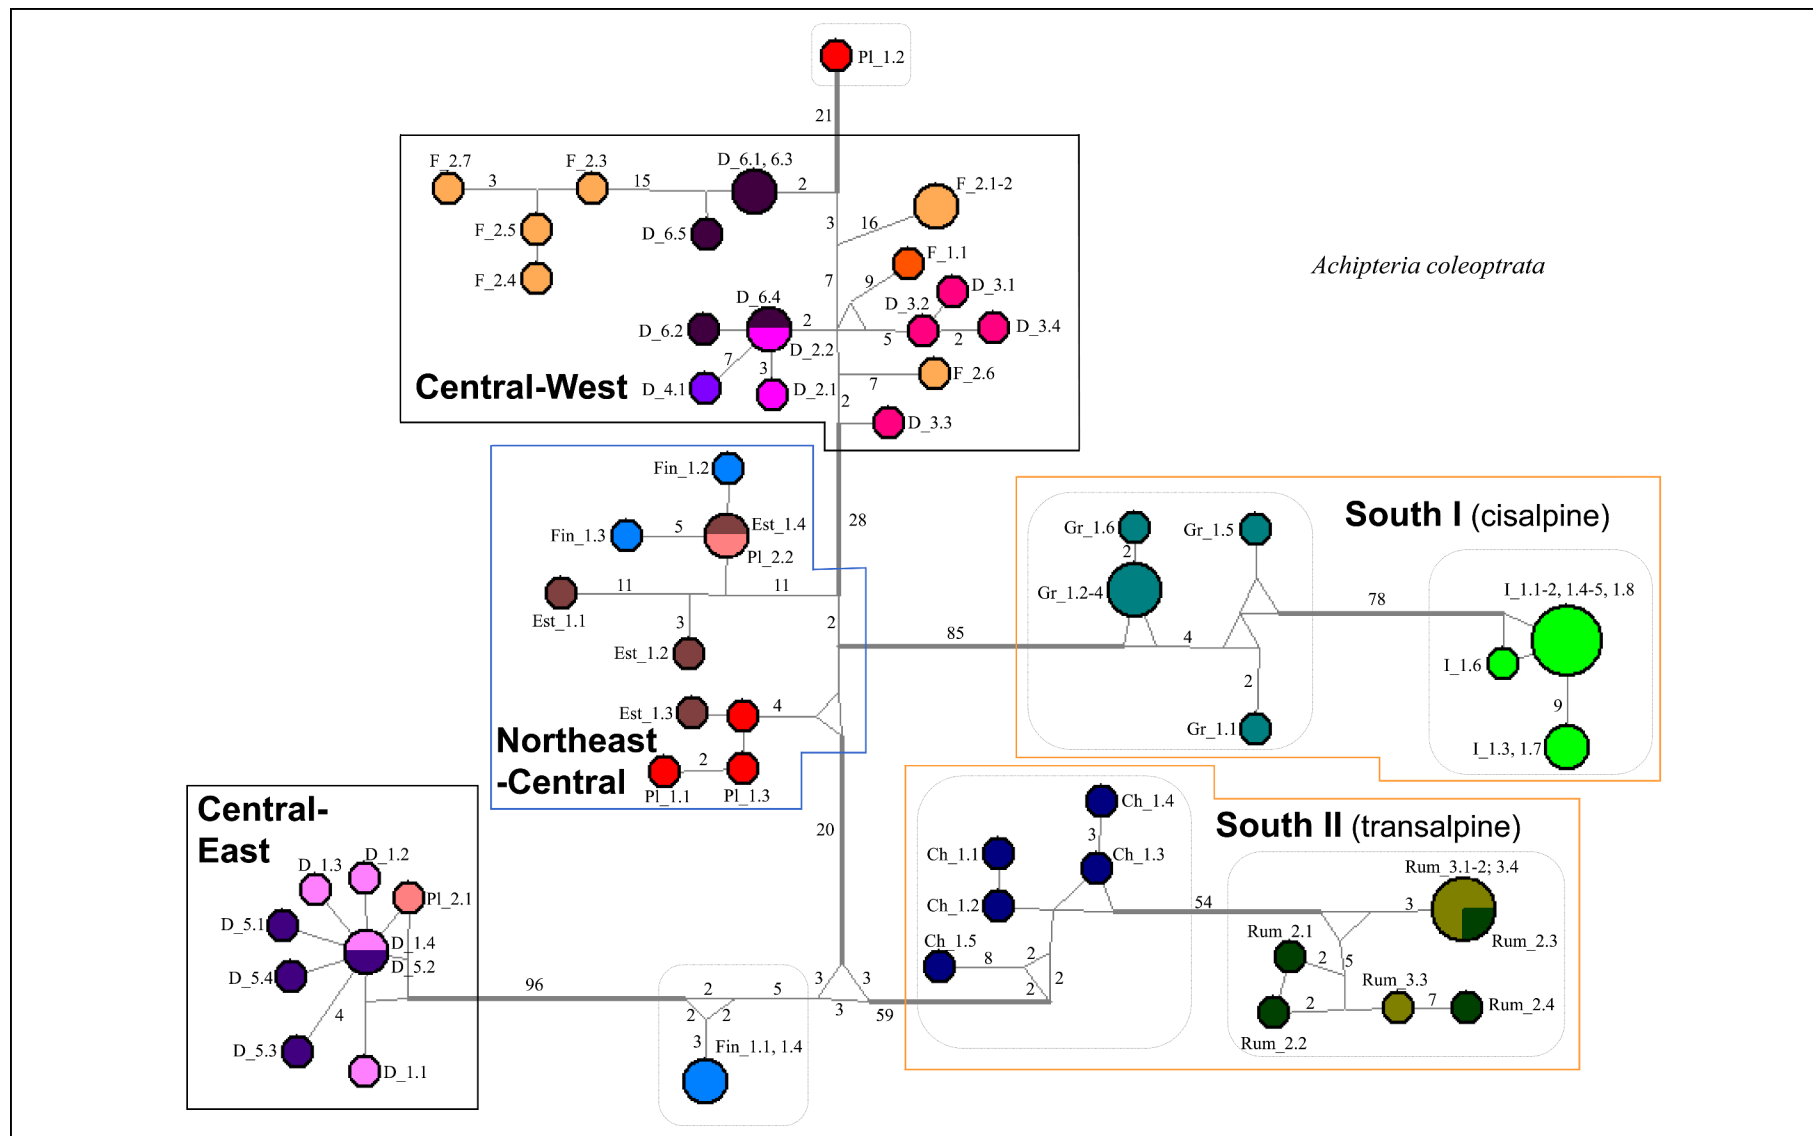 Pl_1.2
21
F_2.7
3
F_2.3
15
D_6.1, 6.3
2
F_2.5
D_6.5
F_2.4
3
16
F_2.1-2
7
9
F_1.1
D_3.1
D_3.2
D_3.4
5
2
D_6.4
D_6.2
2
D_2.2
7
3
D_4.1
D_2.1
7
F_2.6
2
D_3.3
Central-West
Achipteria coleoptrata
Fin_1.2
Fin_1.3
5
Est_1.4
Pl_2.2
28
11
11
Est_1.1
3
Est_1.2
2
85
Est_1.3
4
Northeast
-Central
2
Pl_1.1
Pl_1.3
20
South I (cisalpine)
Gr_1.6
Gr_1.5
2
Gr_1.2-4
4
78
2
Gr_1.1
I_1.1-2, 1.4-5, 1.8
I_1.6
9
I_1.3, 1.7
South II (transalpine)
Ch_1.4
3
Ch_1.1
Ch_1.3
Ch_1.2
Ch_1.5
8
2
2
2
54
Rum_3.1-2; 3.4
3
Rum_2.3
Rum_2.1
2
5
Rum_3.3
2
7
Rum_2.4
Rum_2.2
Central-
East
D_1.3
D_1.2
Pl_2.1
D_5.1
D_1.4
D_5.2
D_5.4
4
D_5.3
D_1.1
96
2
5
2
2
3
Fin_1.1, 1.4
3
3
3
59